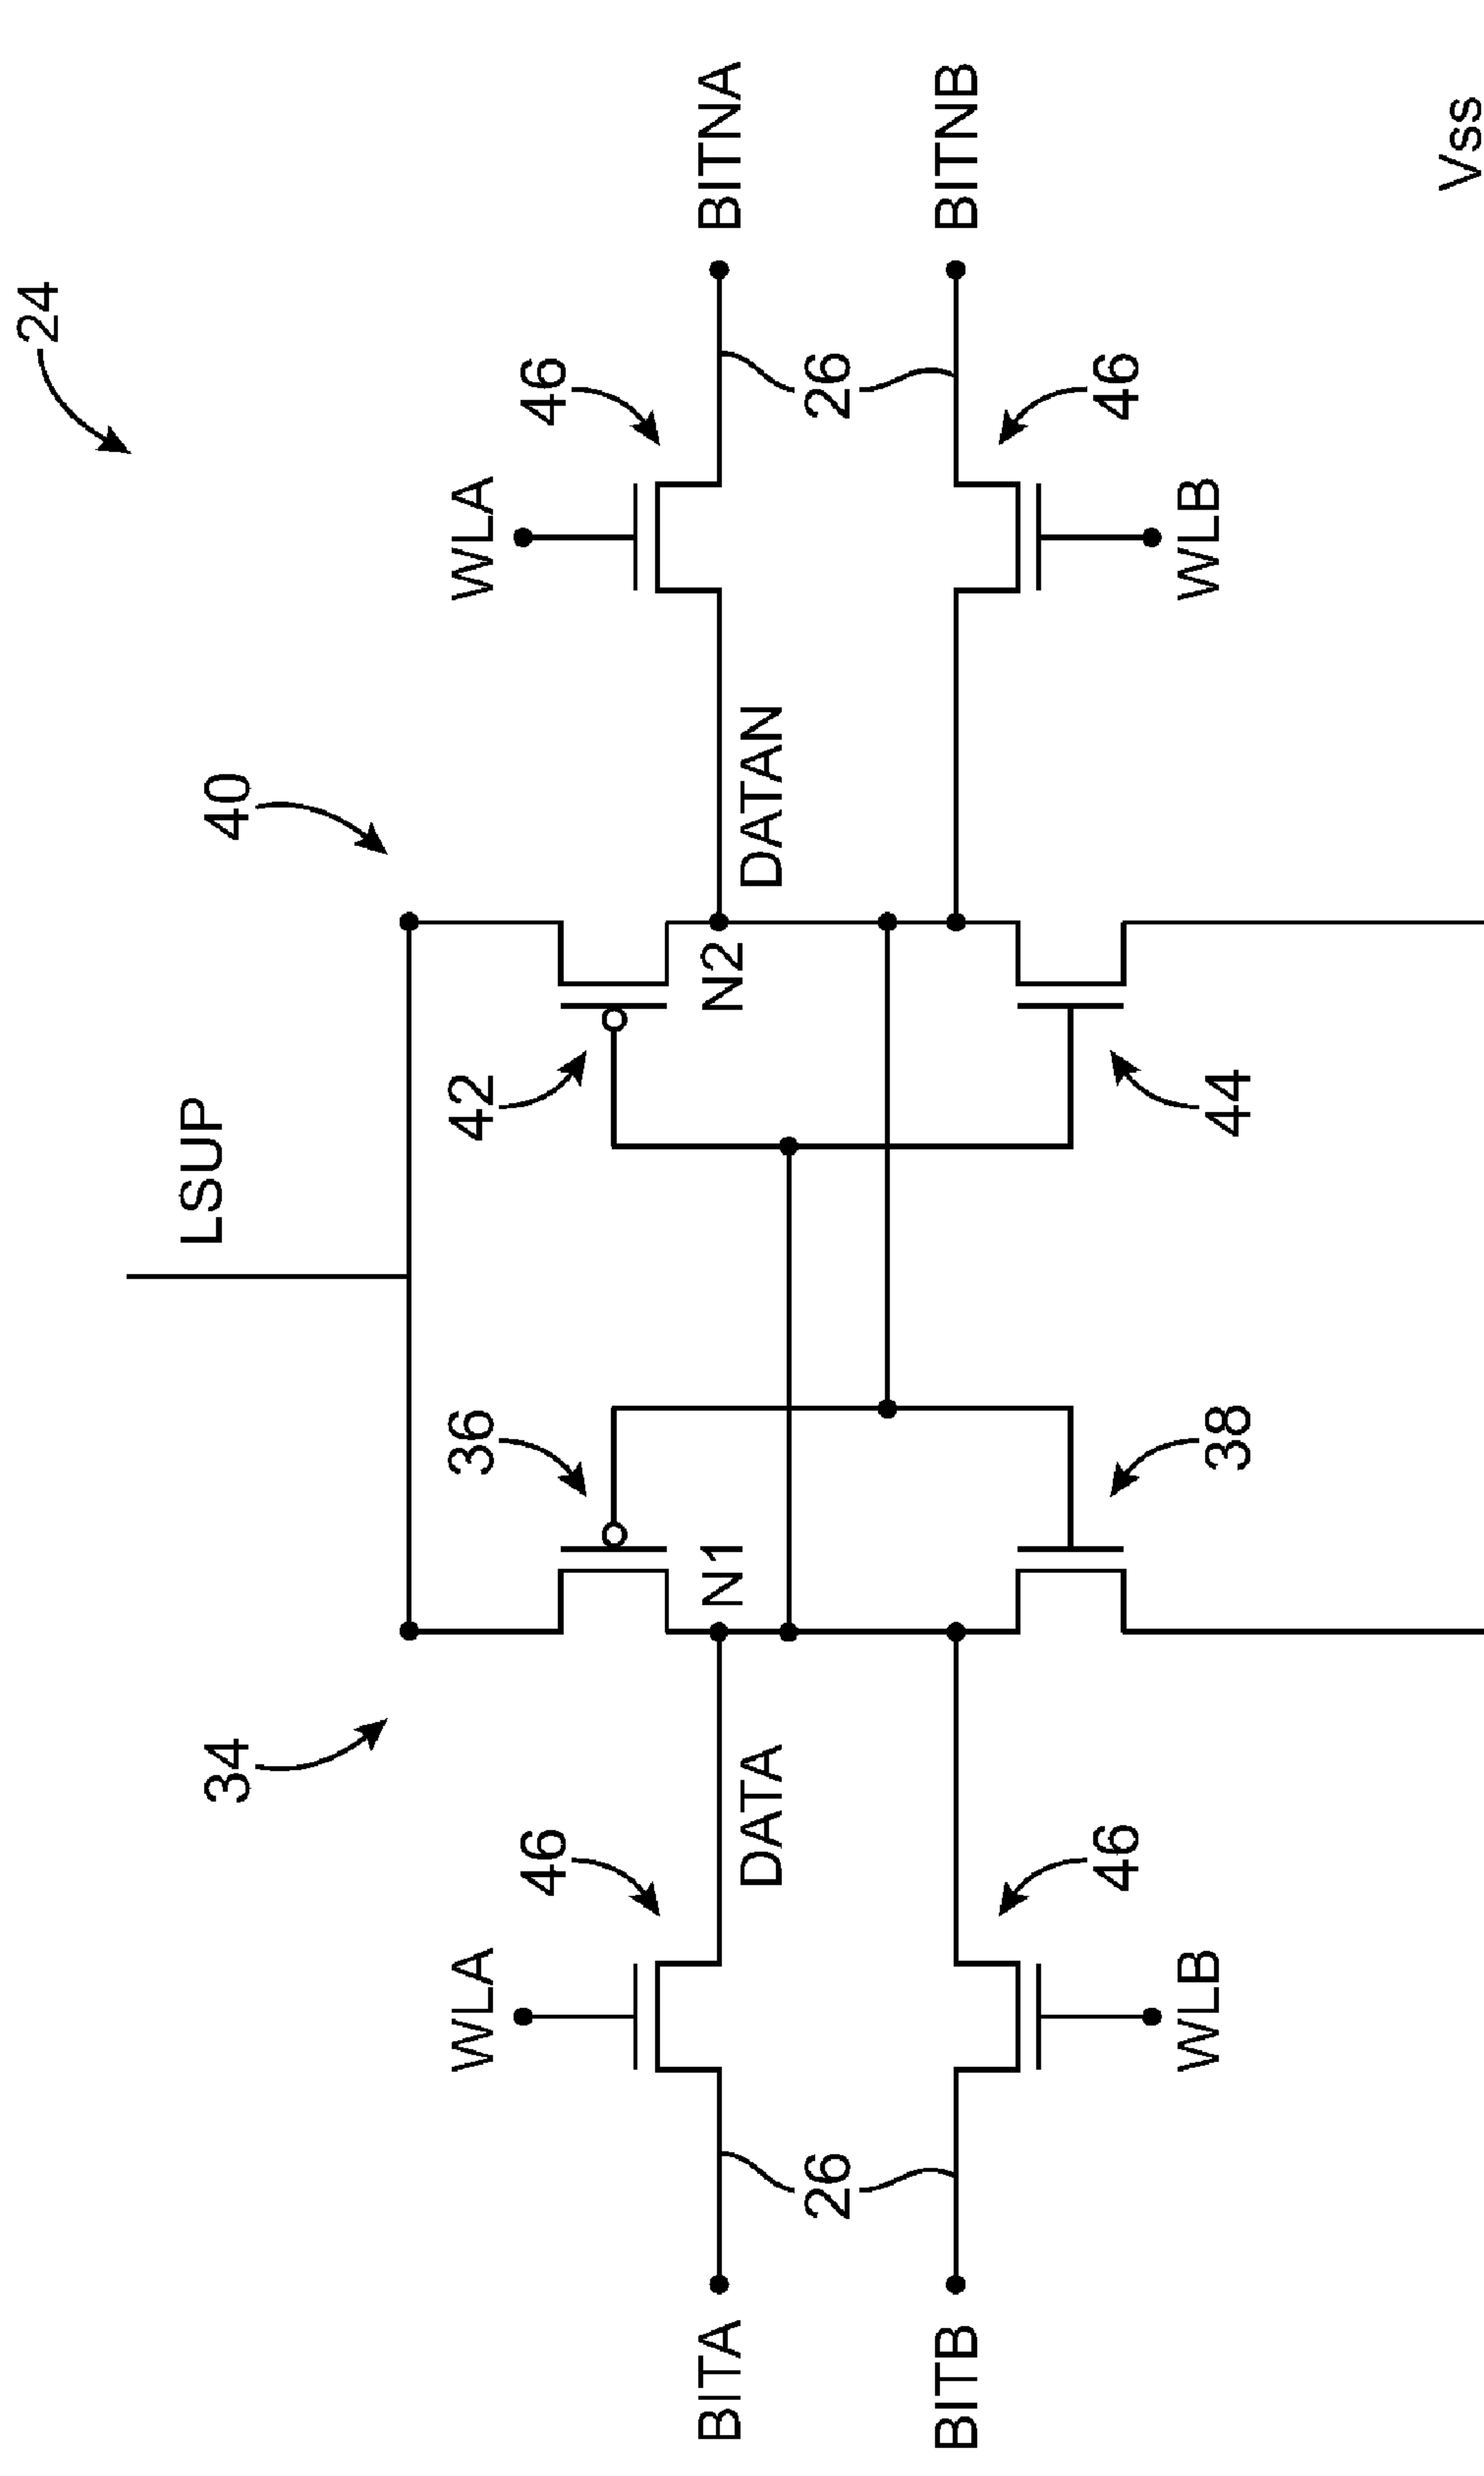 24
LSUP
34
40
WLA
36
42
WLA
46
46
BITA
N1
N2
BITNA
DATA
DATAN
26
26
BITB
BITNB
46
46
WLB
38
44
WLB
Vss